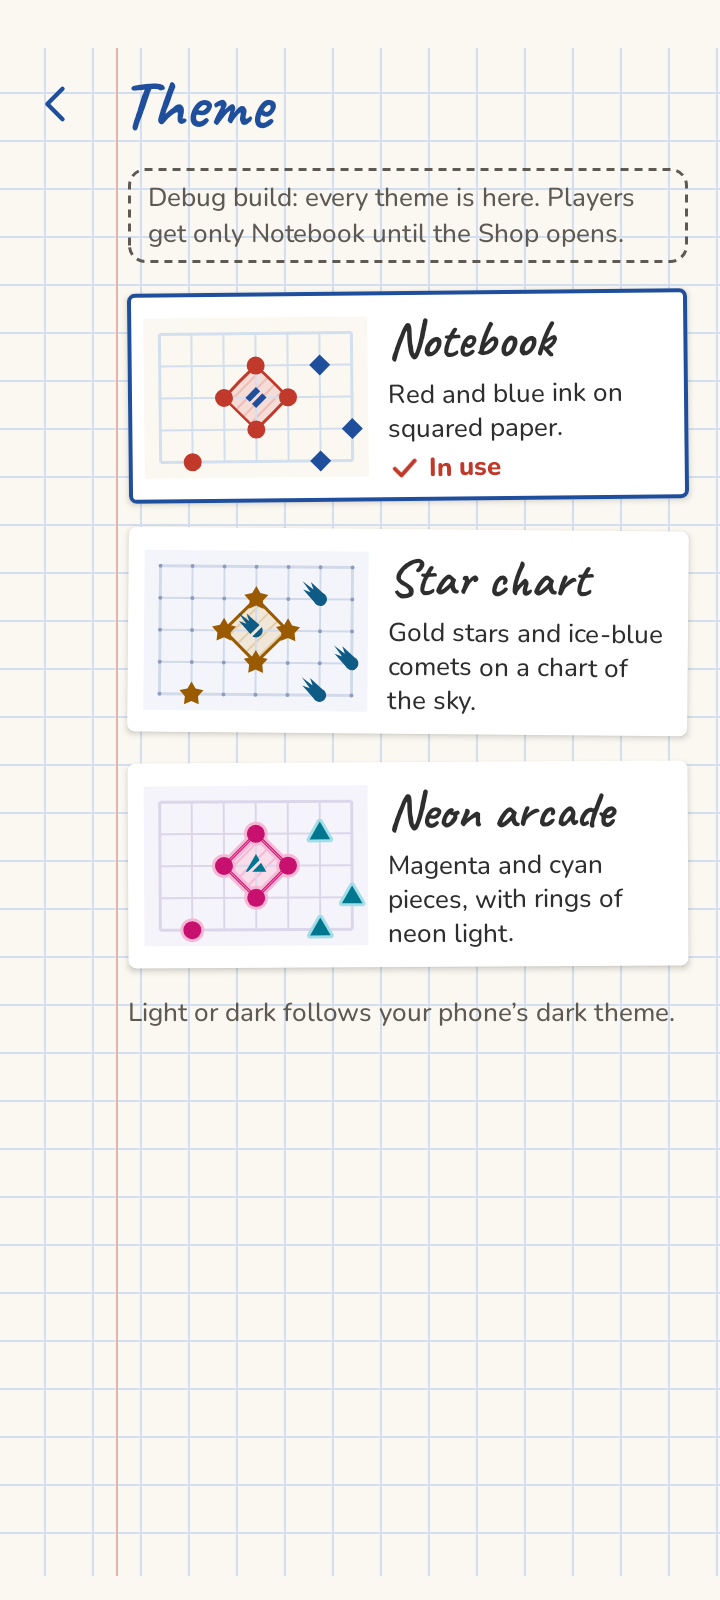 Theme
Debug build: every theme is here. Players
get only Notebook until the Shop opens.
Notebook
Red and blue ink on
squared paper.
In use
Star chart
Gold stars and ice-blue
comets on a chart of
the sky.
Neon arcade
Magenta and cyan
pieces, with rings of
neon light.
Light or dark follows your phone’s dark theme.